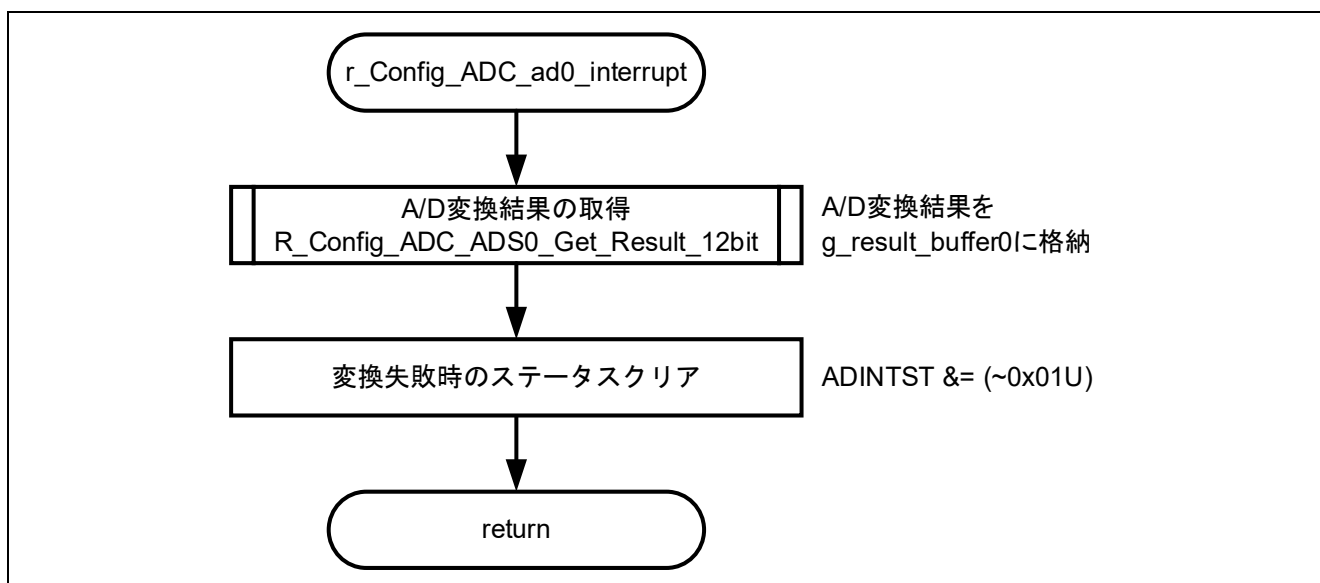 r_Config_ADC_ad0_interrupt
A/D変換結果の取得
R_Config_ADC_ADS0_Get_Result_12bit
A/D変換結果を
g_result_buffer0に格納
変換失敗時のステータスクリア
ADINTST &= (~0x01U)
return